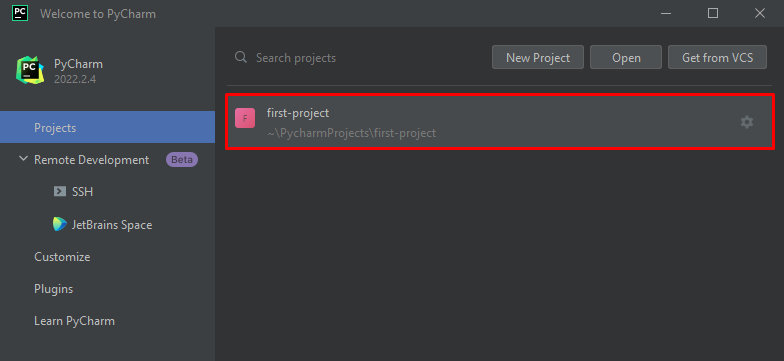 PC Welcome to PyCharm
PC PyCharm
2022.2.4
Search projects
New Project
Open
Get from VCS
Projects
F first-project
~\PycharmProjects\first-project
Remote Development Beta
SSH
JetBrains Space
Customize
Plugins
Learn PyCharm